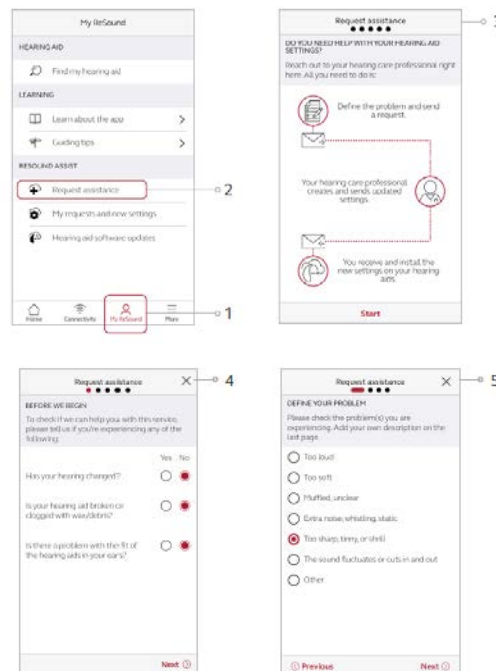 My ReSound
HEARING AID
Find my hearing aid
LEARNING
Learn about the app
Guiding tips
RESOUND ASSIST
Request assistance
2
My requests and new settings
Hearing aid software updates
Home Connectivity My ReSound More
1
Request assistance
DO YOU NEED HELP WITH YOUR HEARING AID
SETTINGS?
Reach out to your hearing care professional right
here. All you need to do is:
Define the problem and send
a request.
Your hearing care professional
creates and sends updated
settings.
You receive and install the
new settings on your hearing
aids.
Start
Request assistance
4
BEFORE WE BEGIN
To check if we can help you with this service,
please tell us if you're experiencing any of the
following:
Yes No
Has your hearing changed?
Is your hearing aid broken or
clogged with wax/debris?
Is there a problem with the fit of
the hearing aids in your ears?
Next
Request assistance
5
DEFINE YOUR PROBLEM
Please check the problem(s) you are
experiencing. Add your own description on the
last page.
Too loud
Too soft
Muffled, unclear
Extra noise, whistling, static
Too sharp, tinny, or shrill
The sound fluctuates or cuts in and out
Other
Previous Next